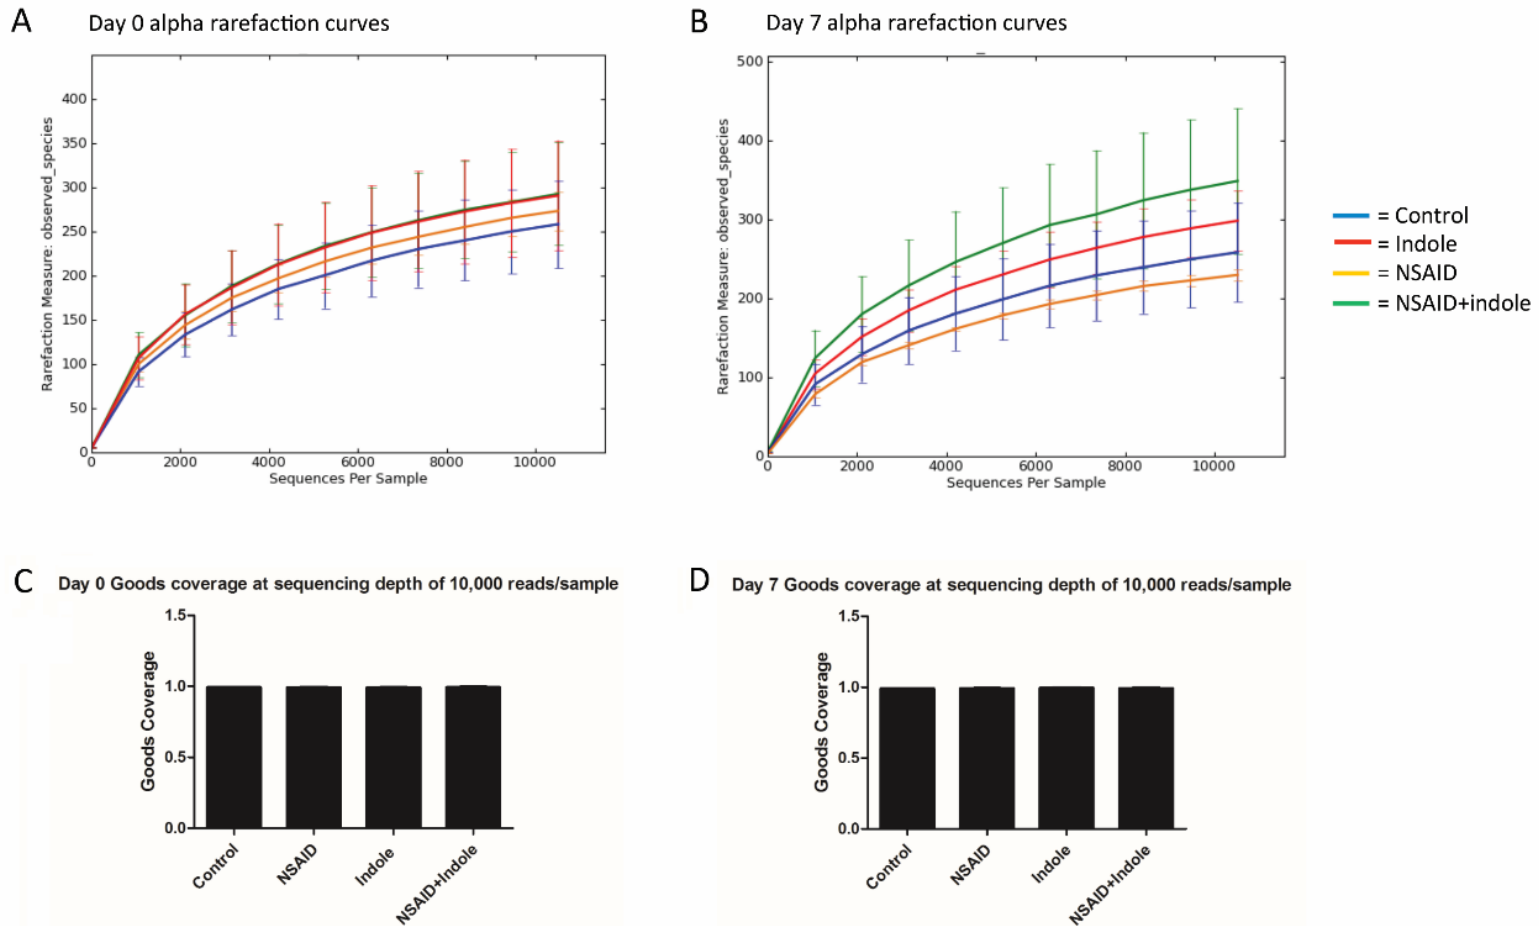 A Day 0 alpha rarefaction curves
Rarefaction Measure: observed_species
400
350
300
250
200
150
100
50
0
0 2000 4000 6000 8000 10000
Sequences Per Sample
B Day 7 alpha rarefaction curves
Rarefaction Measure: observed_species
500
400
300
200
100
0
0 2000 4000 6000 8000 10000
Sequences Per Sample
= Control
= Indole
= NSAID
= NSAID+indole
C Day 0 Goods coverage at sequencing depth of 10,000 reads/sample
Goods Coverage
1.5
1.0
0.5
0.0
Control
NSAID
Indole
NSAID+Indole
D Day 7 Goods coverage at sequencing depth of 10,000 reads/sample
Goods Coverage
1.5
1.0
0.5
0.0
Control
NSAID
Indole
NSAID+Indole